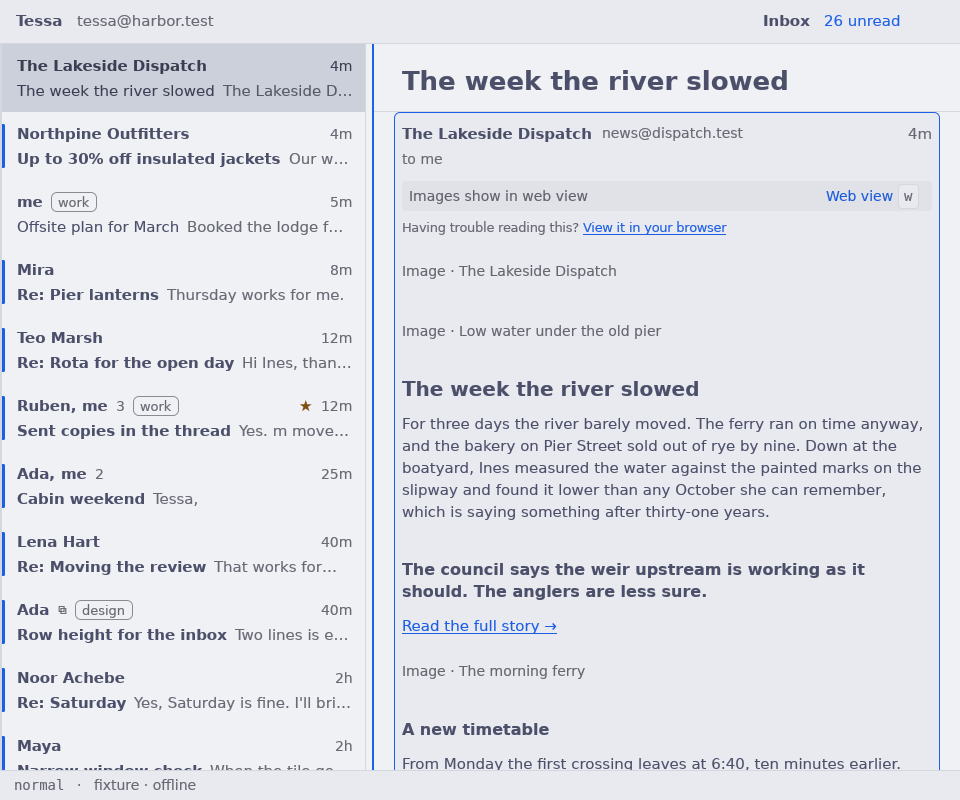 Tessa tessa@harbor.test
Inbox 26 unread
The Lakeside Dispatch 4m
The week the river slowed The Lakeside D…
Northpine Outfitters 4m
Up to 30% off insulated jackets Our w…
me work 5m
Offsite plan for March Booked the lodge f…
Mira 8m
Re: Pier lanterns Thursday works for me.
Teo Marsh 12m
Re: Rota for the open day Hi Ines, than…
Ruben, me 3 work ★ 12m
Sent copies in the thread Yes. m move…
Ada, me 2 25m
Cabin weekend Tessa,
Lena Hart 40m
Re: Moving the review That works for…
Ada ⧉ design 40m
Row height for the inbox Two lines is e…
Noor Achebe 2h
Re: Saturday Yes, Saturday is fine. I'll bri…
Maya 2h
Narrow window check When the tile ge…
The week the river slowed
The Lakeside Dispatch news@dispatch.test 4m
to me
Images show in web view Web view w
Having trouble reading this? View it in your browser
Image · The Lakeside Dispatch
Image · Low water under the old pier
The week the river slowed
For three days the river barely moved. The ferry ran on time anyway,
and the bakery on Pier Street sold out of rye by nine. Down at the
boatyard, Ines measured the water against the painted marks on the
slipway and found it lower than any October she can remember,
which is saying something after thirty-one years.
The council says the weir upstream is working as it
should. The anglers are less sure.
Read the full story →
Image · The morning ferry
A new timetable
From Monday the first crossing leaves at 6:40, ten minutes earlier.
normal · fixture · offline